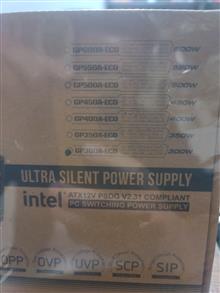 GP600A-ECO 600W
GP550A-ECO 550W
GP500A-ECO 500W
GP450A-ECO 450W
GP400A-ECO 400W
GP350A-ECO 350W
GP300A-ECO 300W
ULTRA SILENT POWER SUPPLY
intel ATX12V PSDG V2.31 COMPLIANT
PC SWITCHING POWER SUPPLY
OPP OVP UVP SCP SIP